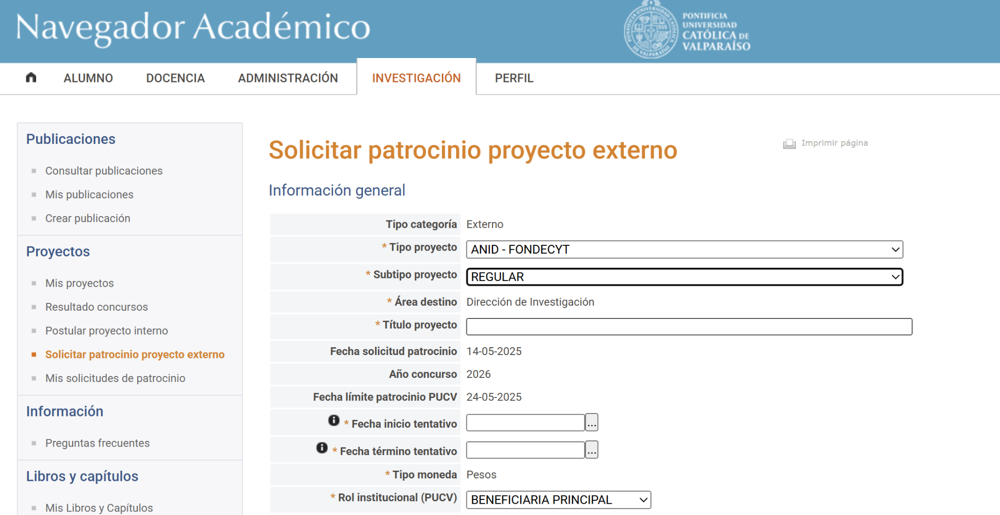 Navegador Académico
PONTIFICIA
UNIVERSIDAD
CATÓLICA DE
VALPARAÍSO
ALUMNO
DOCENCIA
ADMINISTRACIÓN
INVESTIGACIÓN
PERFIL
Publicaciones
Consultar publicaciones
Mis publicaciones
Crear publicación
Proyectos
Mis proyectos
Resultado concursos
Postular proyecto interno
Solicitar patrocinio proyecto externo
Mis solicitudes de patrocinio
Información
Preguntas frecuentes
Libros y capítulos
Mis Libros y Capítulos
Solicitar patrocinio proyecto externo
Imprimir página
Información general
Tipo categoría Externo
* Tipo proyecto ANID - FONDECYT
* Subtipo proyecto REGULAR
* Área destino Dirección de Investigación
* Título proyecto
Fecha solicitud patrocinio 14-05-2025
Año concurso 2026
Fecha límite patrocinio PUCV 24-05-2025
* Fecha inicio tentativo ...
* Fecha término tentativo ...
* Tipo moneda Pesos
* Rol institucional (PUCV) BENEFICIARIA PRINCIPAL